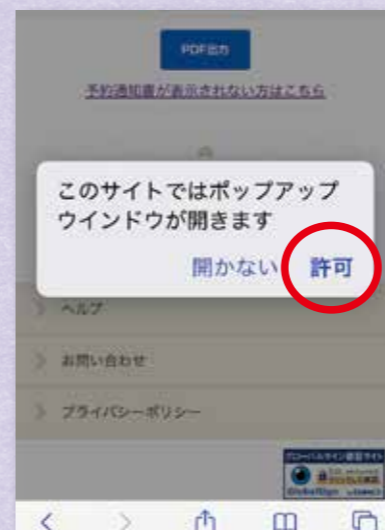 PDF出力
予約通知書が表示されない方はこちら
このサイトではポップアップ
ウインドウが開きます
開かない
許可
ヘルプ
お問い合わせ
プライバシーポリシー